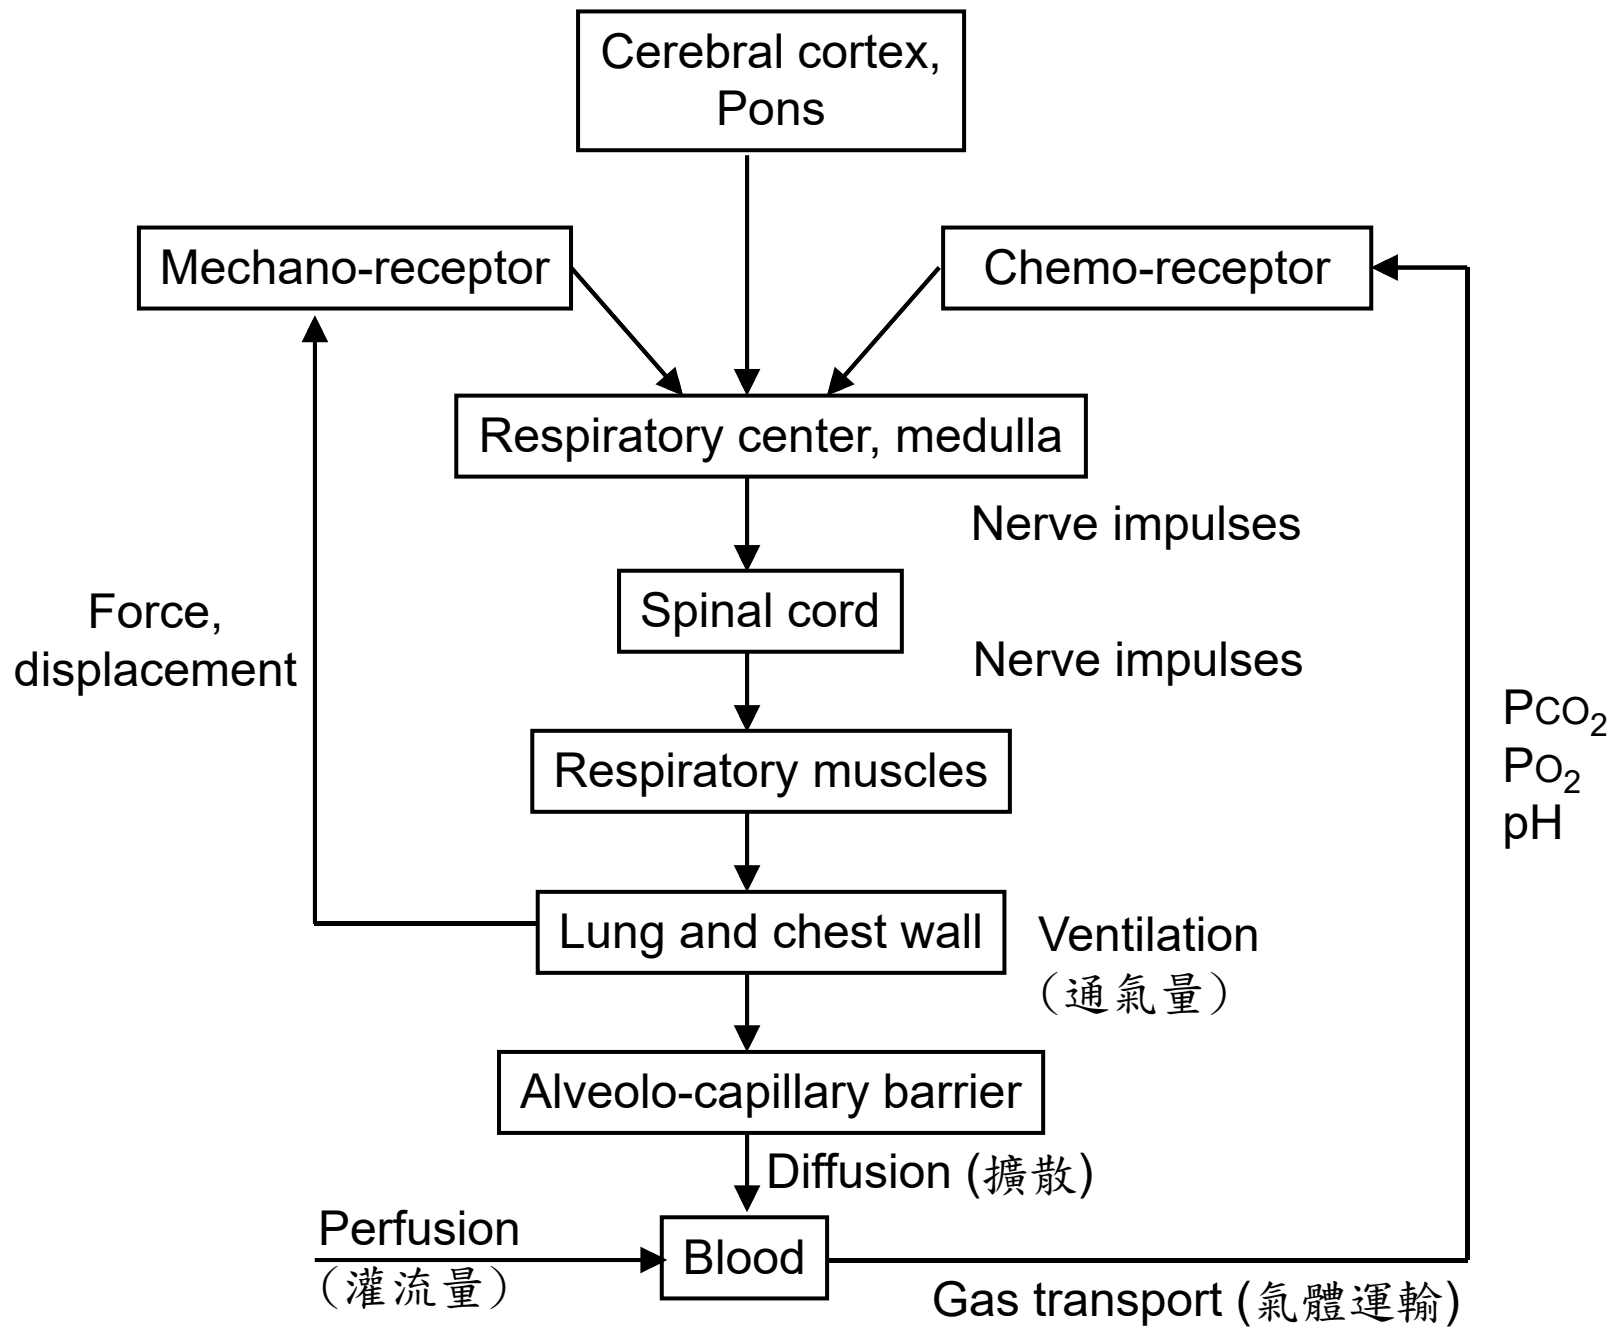 Cerebral cortex,
Pons
Mechano-receptor
Chemo-receptor
Respiratory center, medulla
Nerve impulses
Spinal cord
Force,
displacement
Nerve impulses
PCO₂
PO₂
pH
Respiratory muscles
Lung and chest wall
Ventilation
(通氣量)
Alveolo-capillary barrier
Diffusion (擴散)
Perfusion
(灌流量)
Blood
Gas transport (氣體運輸)